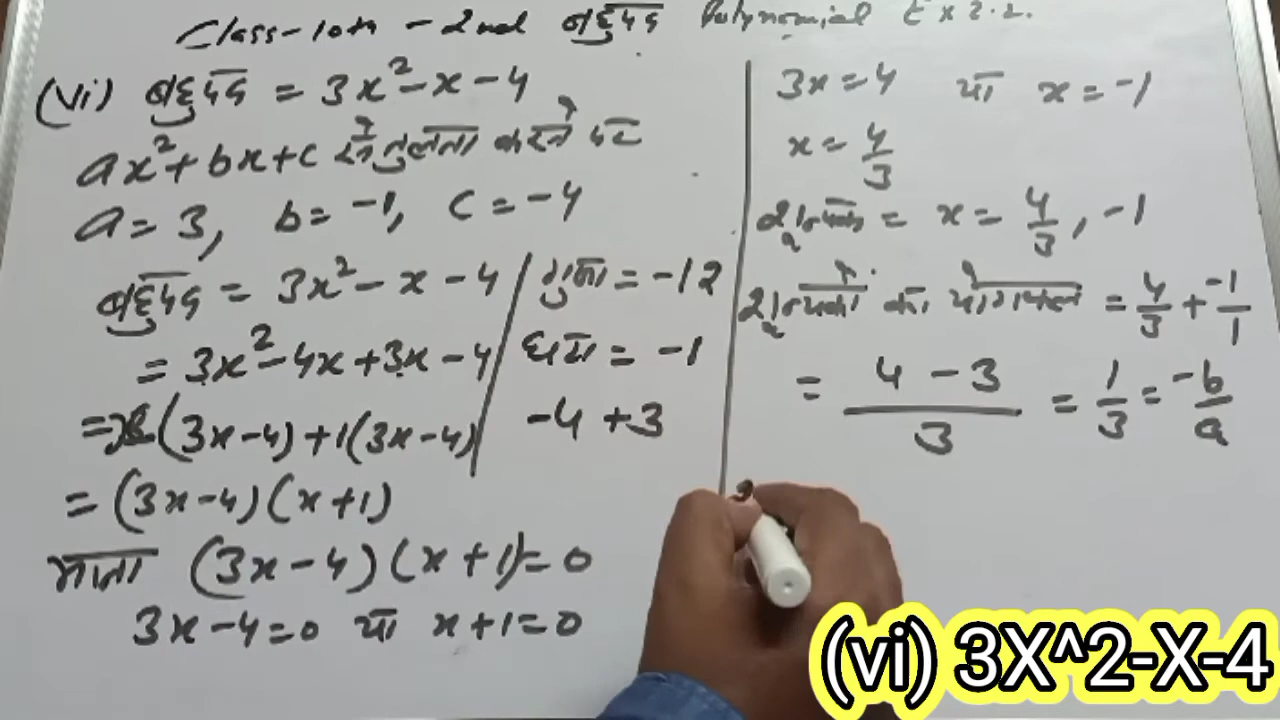 Class-10th - 2nd बहुपद Polynomial Ex 2.2.
(vi) बहुपद = 3x² - x - 4
ax² + bx + c से तुलना करने पर
a = 3, b = -1, c = -4
बहुपद = 3x² - x - 4
= 3x² - 4x + 3x - 4
= x(3x-4) + 1(3x-4)
= (3x-4)(x+1)
माना (3x-4)(x+1) = 0
3x-4=0 या x+1=0
गुणा = -12
-1
-4 +3
3x = 4 या x = -1
x = 4/3
शून्यक = x = 4/3, -1
शून्यकों का योगफल = 4/3 + -1/1
= (4 - 3)/3 = 1/3 = -b/a
(vi) 3X^2-X-4